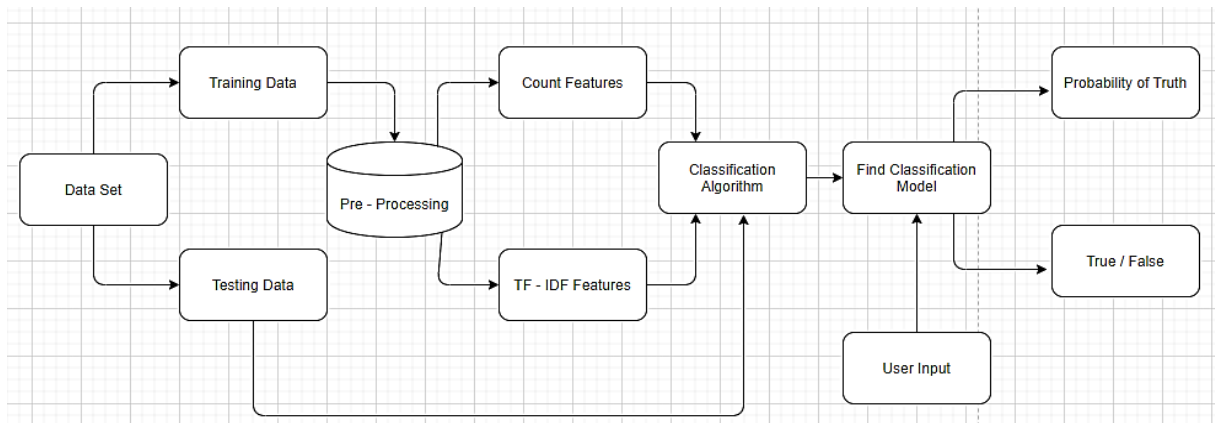 Training Data
Count Features
Probability of Truth
Data Set
Pre - Processing
Classification
Algorithm
Find Classification
Model
Testing Data
TF - IDF Features
True / False
User Input